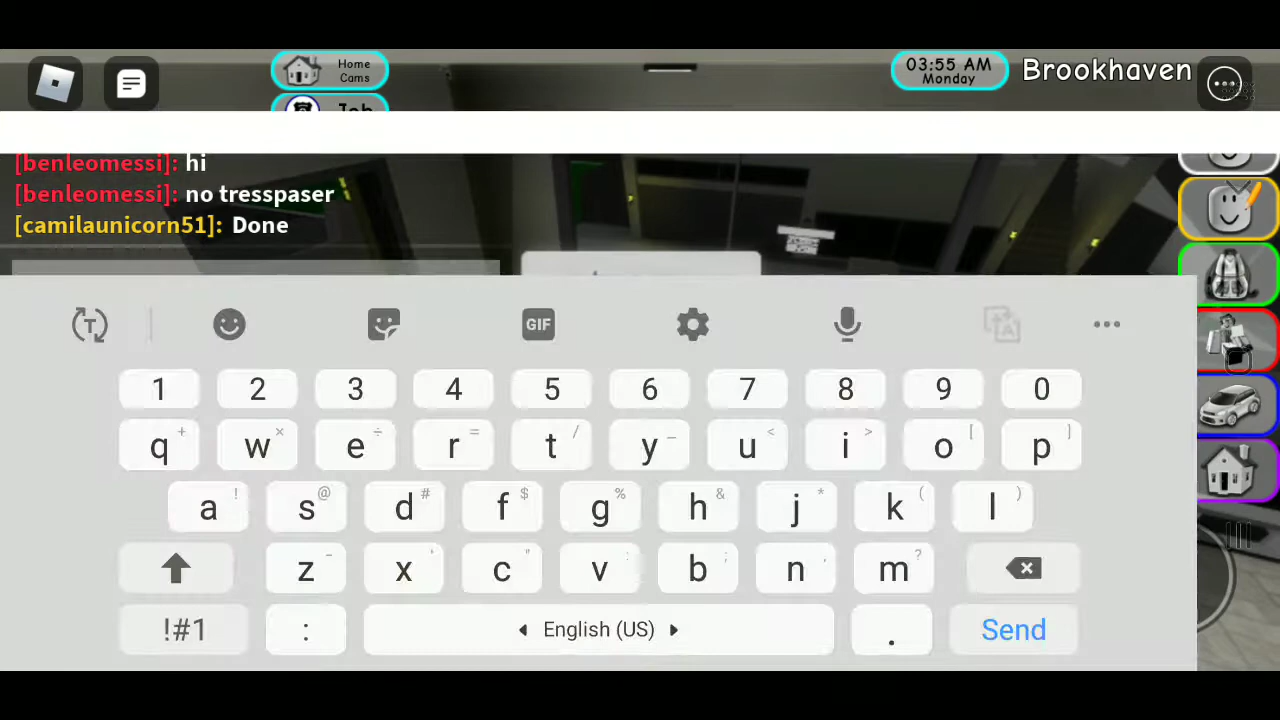 Home
Cams
Job
03:55 AM
Monday
Brookhaven
[benleomessi]: hi
[benleomessi]: no tresspaser
[camilaunicorn51]: Done
T
GIF
A
1 2 3 4 5 6 7 8 9 0
q + w × e ÷ r = t / y _ u < i > o [ p ]
a ! s @ d # f $ g % h & j * k ( l )
z - x ' c " v : b ; n , m ?
!#1 : English (US) . Send